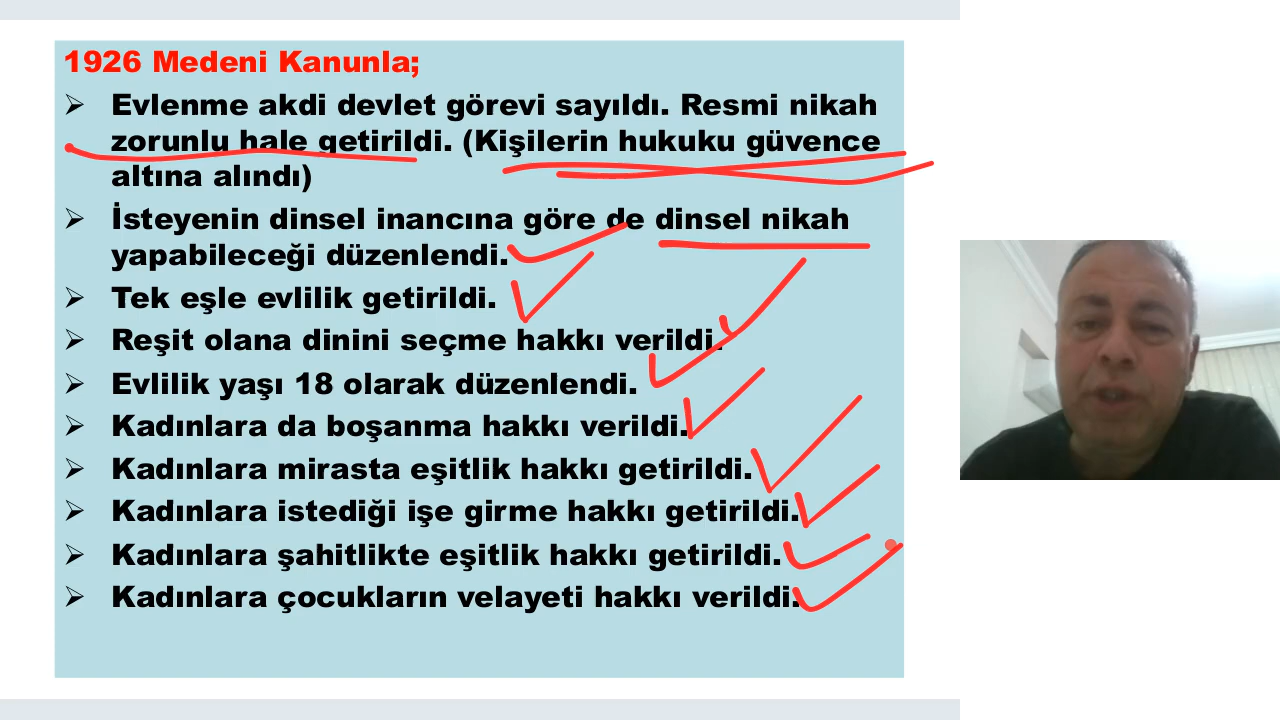 1926 Medeni Kanunla;
Evlenme akdi devlet görevi sayıldı. Resmi nikah
zorunlu hale getirildi. (Kişilerin hukuku güvence
altına alındı)
İsteyenin dinsel inancına göre de dinsel nikah
yapabileceği düzenlendi.
Tek eşle evlilik getirildi.
Reşit olana dinini seçme hakkı verildi.
Evlilik yaşı 18 olarak düzenlendi.
Kadınlara da boşanma hakkı verildi.
Kadınlara mirasta eşitlik hakkı getirildi.
Kadınlara istediği işe girme hakkı getirildi.
Kadınlara şahitlikte eşitlik hakkı getirildi.
Kadınlara çocukların velayeti hakkı verildi.